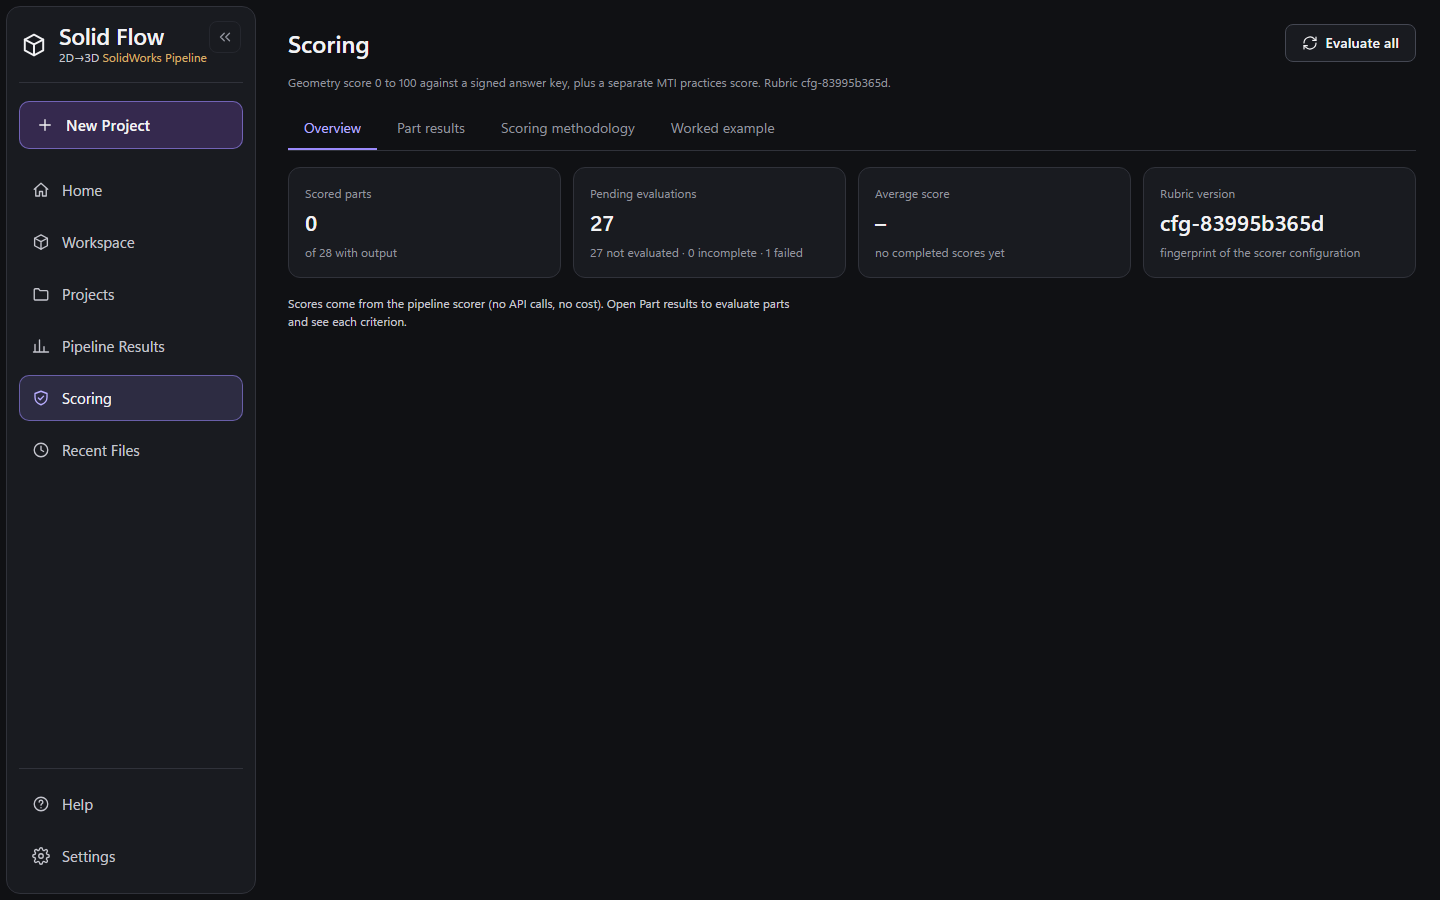 Solid Flow
2D→3D SolidWorks Pipeline
New Project
Home
Workspace
Projects
Pipeline Results
Scoring
Recent Files
Help
Settings
Scoring
Evaluate all
Geometry score 0 to 100 against a signed answer key, plus a separate MTI practices score. Rubric cfg-83995b365d.
Overview
Part results
Scoring methodology
Worked example
Scored parts
0
of 28 with output
Pending evaluations
27
27 not evaluated · 0 incomplete · 1 failed
Average score
–
no completed scores yet
Rubric version
cfg-83995b365d
fingerprint of the scorer configuration
Scores come from the pipeline scorer (no API calls, no cost). Open Part results to evaluate parts
and see each criterion.